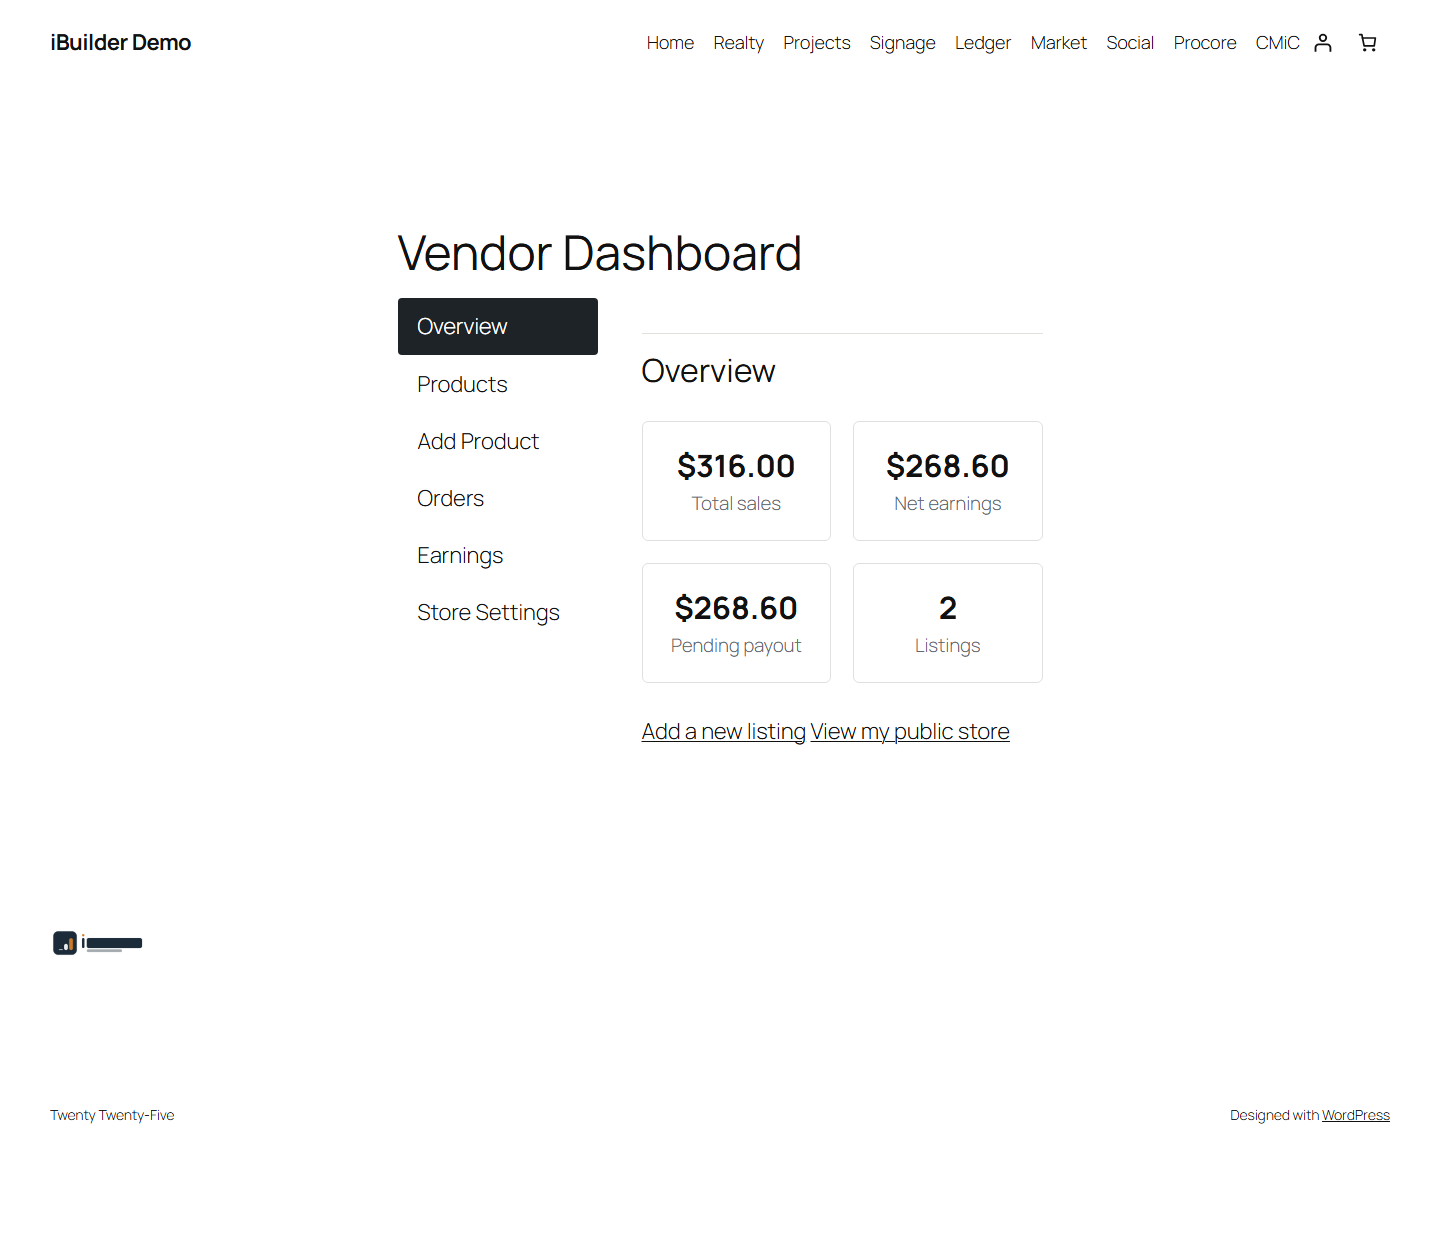 iBuilder Demo
Home Realty Projects Signage Ledger Market Social Procore CMiC
Vendor Dashboard
Overview
Products
Add Product
Orders
Earnings
Store Settings
Overview
$316.00
Total sales
$268.60
Net earnings
$268.60
Pending payout
2
Listings
Add a new listing View my public store
i
Twenty Twenty-Five
Designed with WordPress